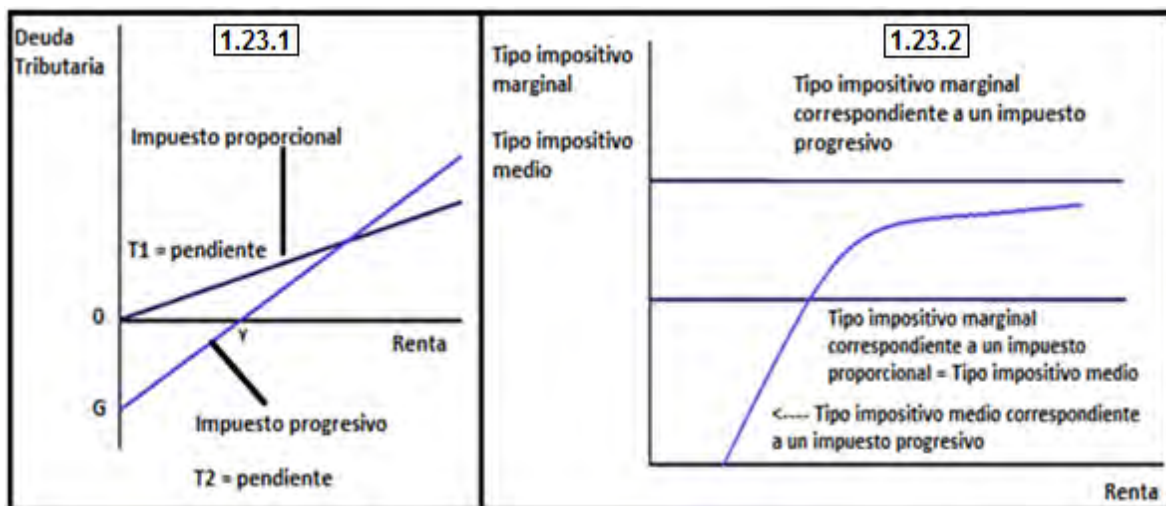 Deuda
Tributaria
1.23.1
Impuesto proporcional
T1 = pendiente
0
Y
Renta
G
Impuesto progresivo
T2 = pendiente
1.23.2
Tipo impositivo
marginal
Tipo impositivo
medio
Tipo impositivo marginal
correspondiente a un impuesto
progresivo
Tipo impositivo marginal
correspondiente a un impuesto
proporcional = Tipo impositivo medio
<---- Tipo impositivo medio correspondiente
a un impuesto progresivo
Renta